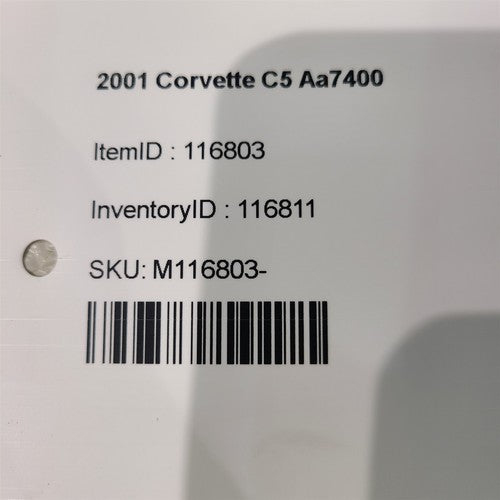 2001 Corvette C5 Aa7400
ItemID : 116803
InventoryID : 116811
SKU: M116803-